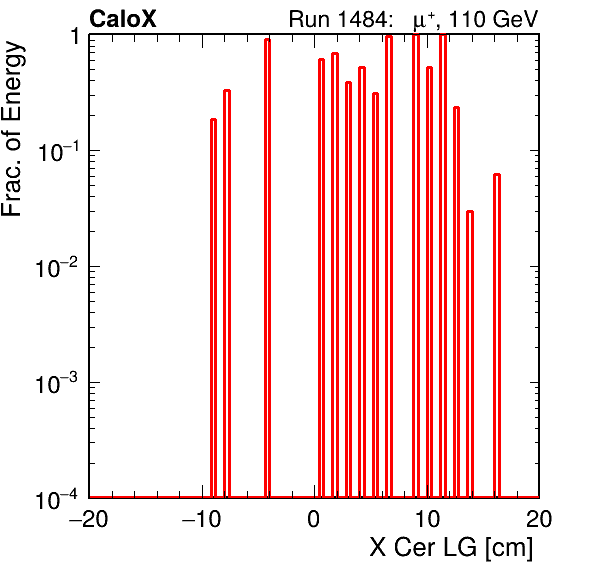 CaloX Run 1484: μ⁺, 110 GeV
Frac. of Energy
1
10⁻¹
10⁻²
10⁻³
10⁻⁴
−20 −10 0 10 20
X Cer LG [cm]